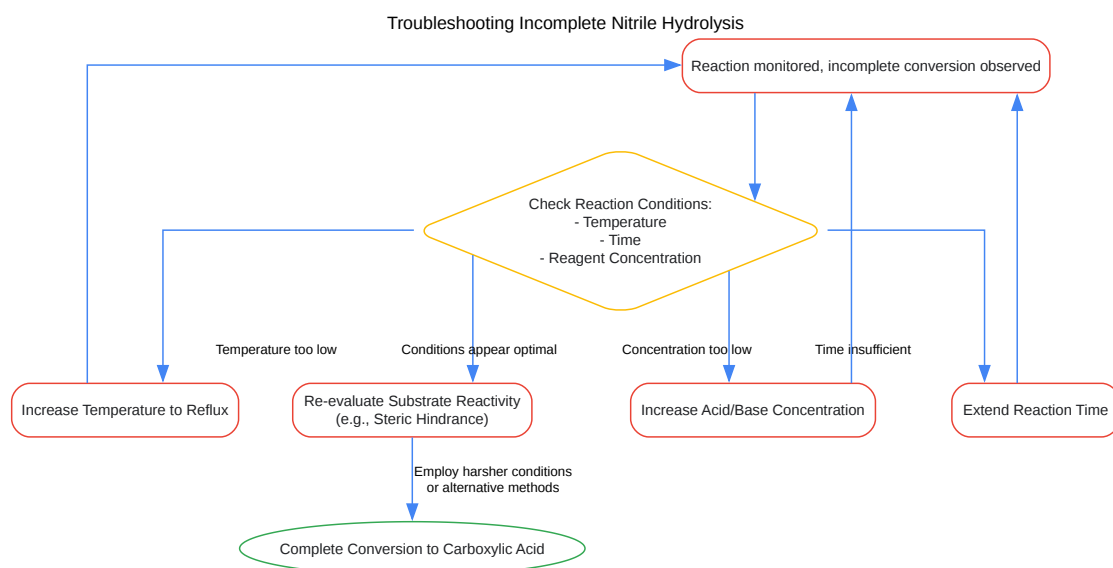 Troubleshooting Incomplete Nitrile Hydrolysis
Reaction monitored, incomplete conversion observed
Check Reaction Conditions:
- Temperature
- Time
- Reagent Concentration
Temperature too low
Conditions appear optimal
Concentration too low
Time insufficient
Increase Temperature to Reflux
Re-evaluate Substrate Reactivity
(e.g., Steric Hindrance)
Increase Acid/Base Concentration
Extend Reaction Time
Employ harsher conditions
or alternative methods
Complete Conversion to Carboxylic Acid